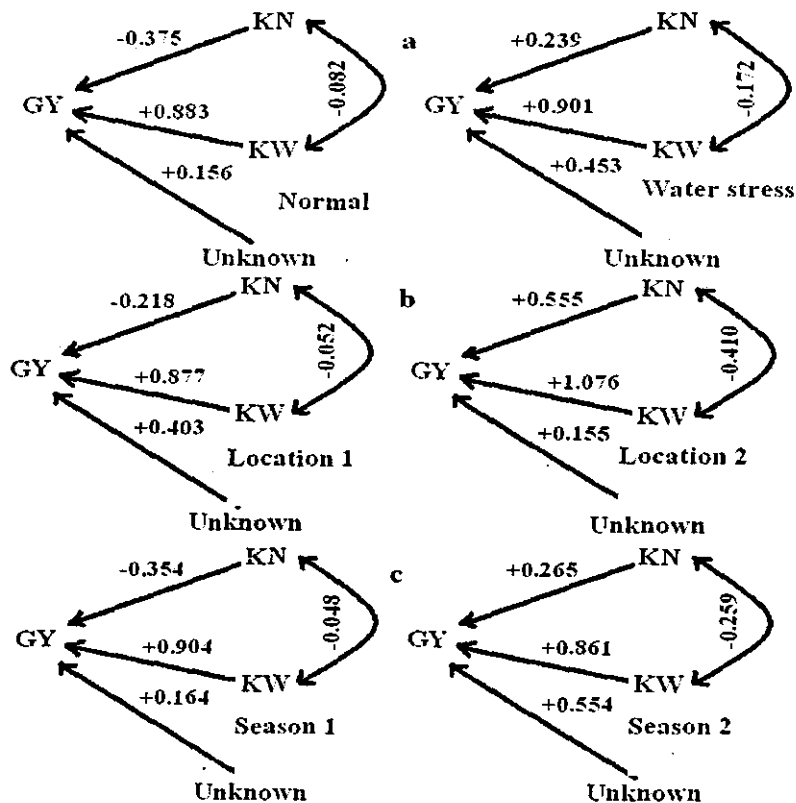 KN
-0.375
a
-0.082
GY
+0.883
KW
+0.156
Normal
Unknown
KN
+0.239
-0.172
GY
+0.901
KW
+0.453
Water stress
Unknown
KN
-0.218
b
-0.052
GY
+0.877
KW
+0.403
Location 1
Unknown
KN
+0.555
-0.410
GY
+1.076
KW
+0.155
Location 2
Unknown
KN
-0.354
c
-0.048
GY
+0.904
KW
+0.164
Season 1
Unknown
KN
+0.265
-0.259
GY
+0.861
KW
+0.554
Season 2
Unknown